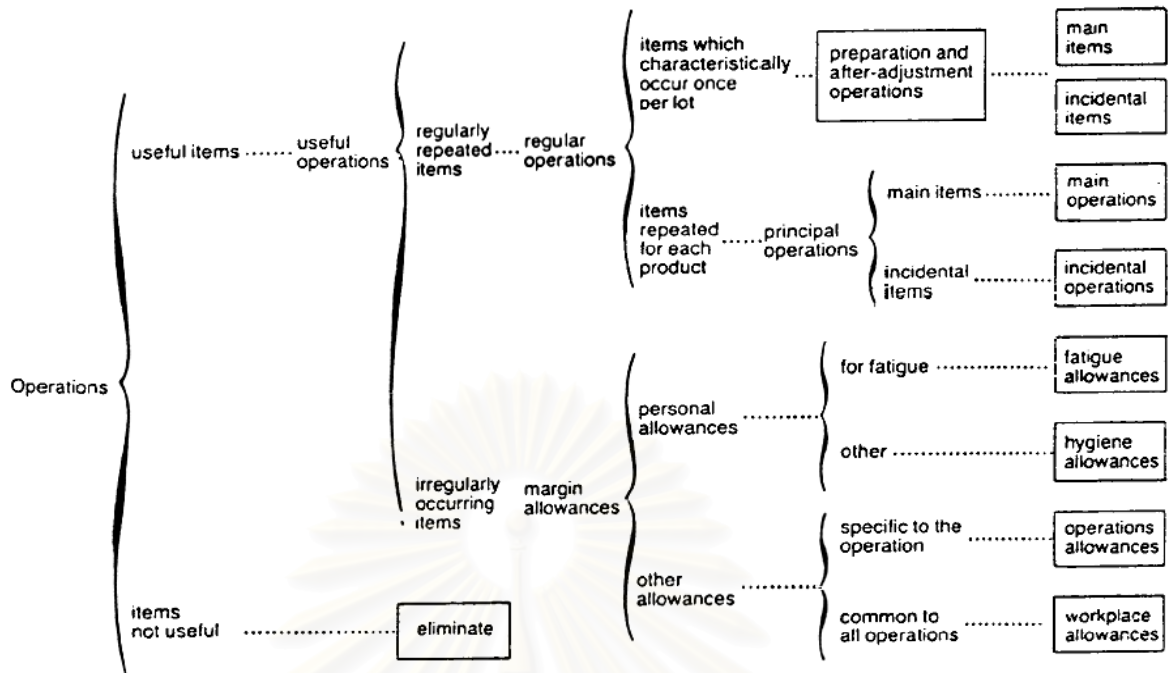 items which
characteristically
occur once
per lot
preparation and
after-adjustment
operations
main
items
incidental
items
useful items
useful
operations
regularly
repeated
items
regular
operations
items
repeated
for each
product
principal
operations
main items
main
operations
incidental
items
incidental
operations
Operations
for fatigue
fatigue
allowances
personal
allowances
other
hygiene
allowances
irregularly
occurring
items
margin
allowances
specific to the
operation
operations
allowances
other
allowances
common to
all operations
workplace
allowances
items
not useful
eliminate